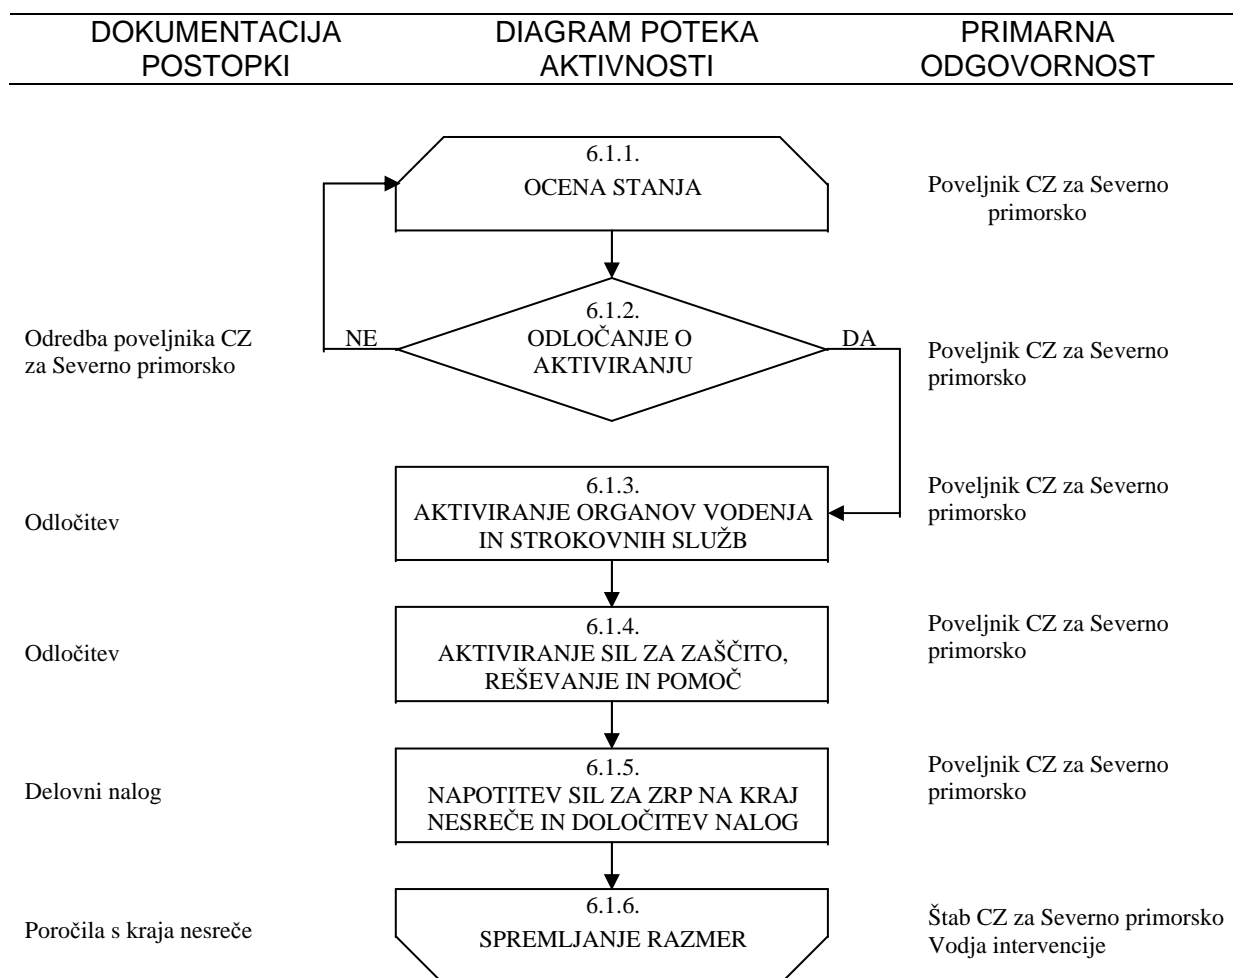 DOKUMENTACIJA
POSTOPKI
DIAGRAM POTEKA
AKTIVNOSTI
PRIMARNA
ODGOVORNOST
6.1.1.
OCENA STANJA
Poveljnik CZ za Severno
primorsko
Odredba poveljnika CZ
za Severno primorsko
NE
6.1.2.
ODLOČANJE O
AKTIVIRANJU
DA
Poveljnik CZ za Severno
primorsko
Odločitev
6.1.3.
AKTIVIRANJE ORGANOV VODENJA
IN STROKOVNIH SLUŽB
Poveljnik CZ za Severno
primorsko
Odločitev
6.1.4.
AKTIVIRANJE SIL ZA ZAŠČITO,
REŠEVANJE IN POMOČ
Poveljnik CZ za Severno
primorsko
Delovni nalog
6.1.5.
NAPOTITEV SIL ZA ZRP NA KRAJ
NESREČE IN DOLOČITEV NALOG
Poveljnik CZ za Severno
primorsko
Poročila s kraja nesreče
6.1.6.
SPREMLJANJE RAZMER
Štab CZ za Severno primorsko
Vodja intervencije